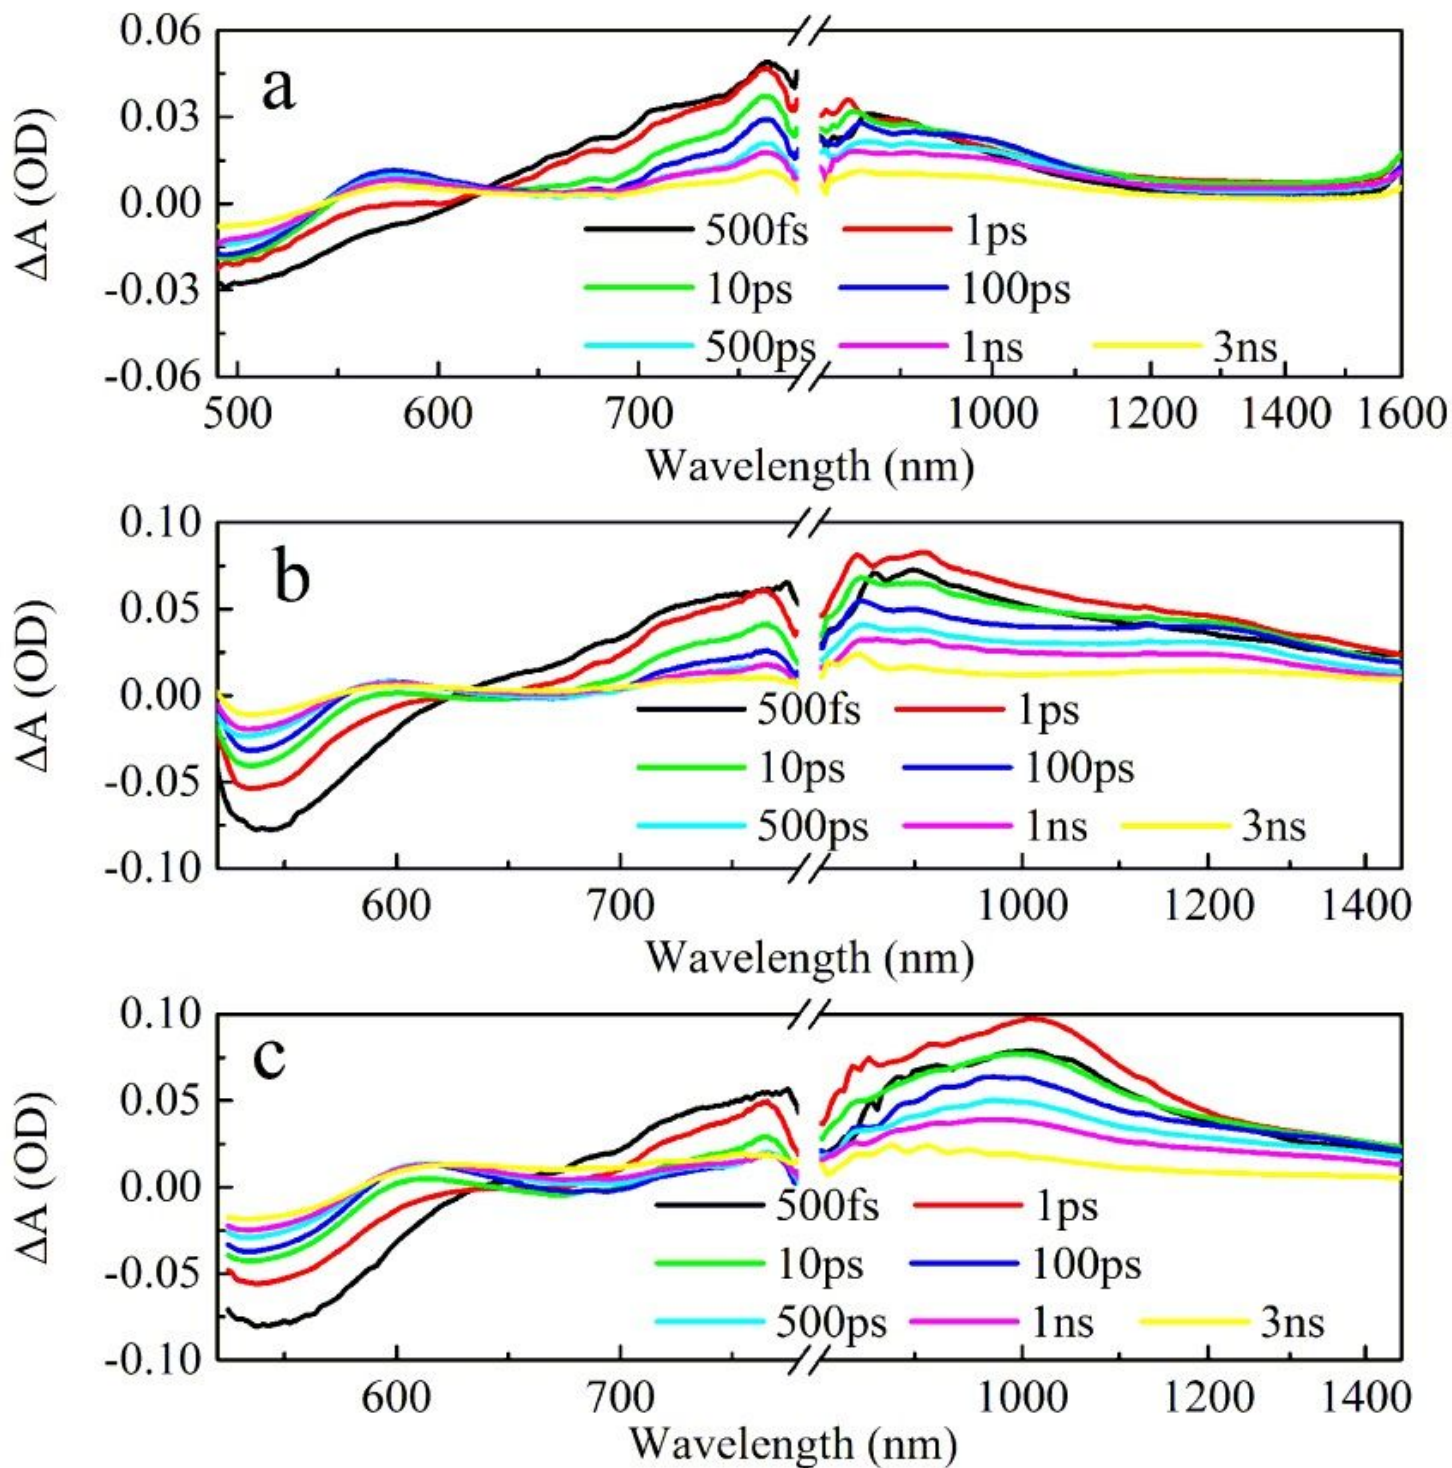 0.06
a
0.03
0.00
-0.03
-0.06
ΔA (OD)
500fs 1ps
10ps 100ps
500ps 1ns 3ns
500 600 700 1000 1200 1400 1600
Wavelength (nm)
0.10
b
0.05
0.00
-0.05
-0.10
ΔA (OD)
500fs 1ps
10ps 100ps
500ps 1ns 3ns
600 700 1000 1200 1400
Wavelength (nm)
0.10
c
0.05
0.00
-0.05
-0.10
ΔA (OD)
500fs 1ps
10ps 100ps
500ps 1ns 3ns
600 700 1000 1200 1400
Wavelength (nm)